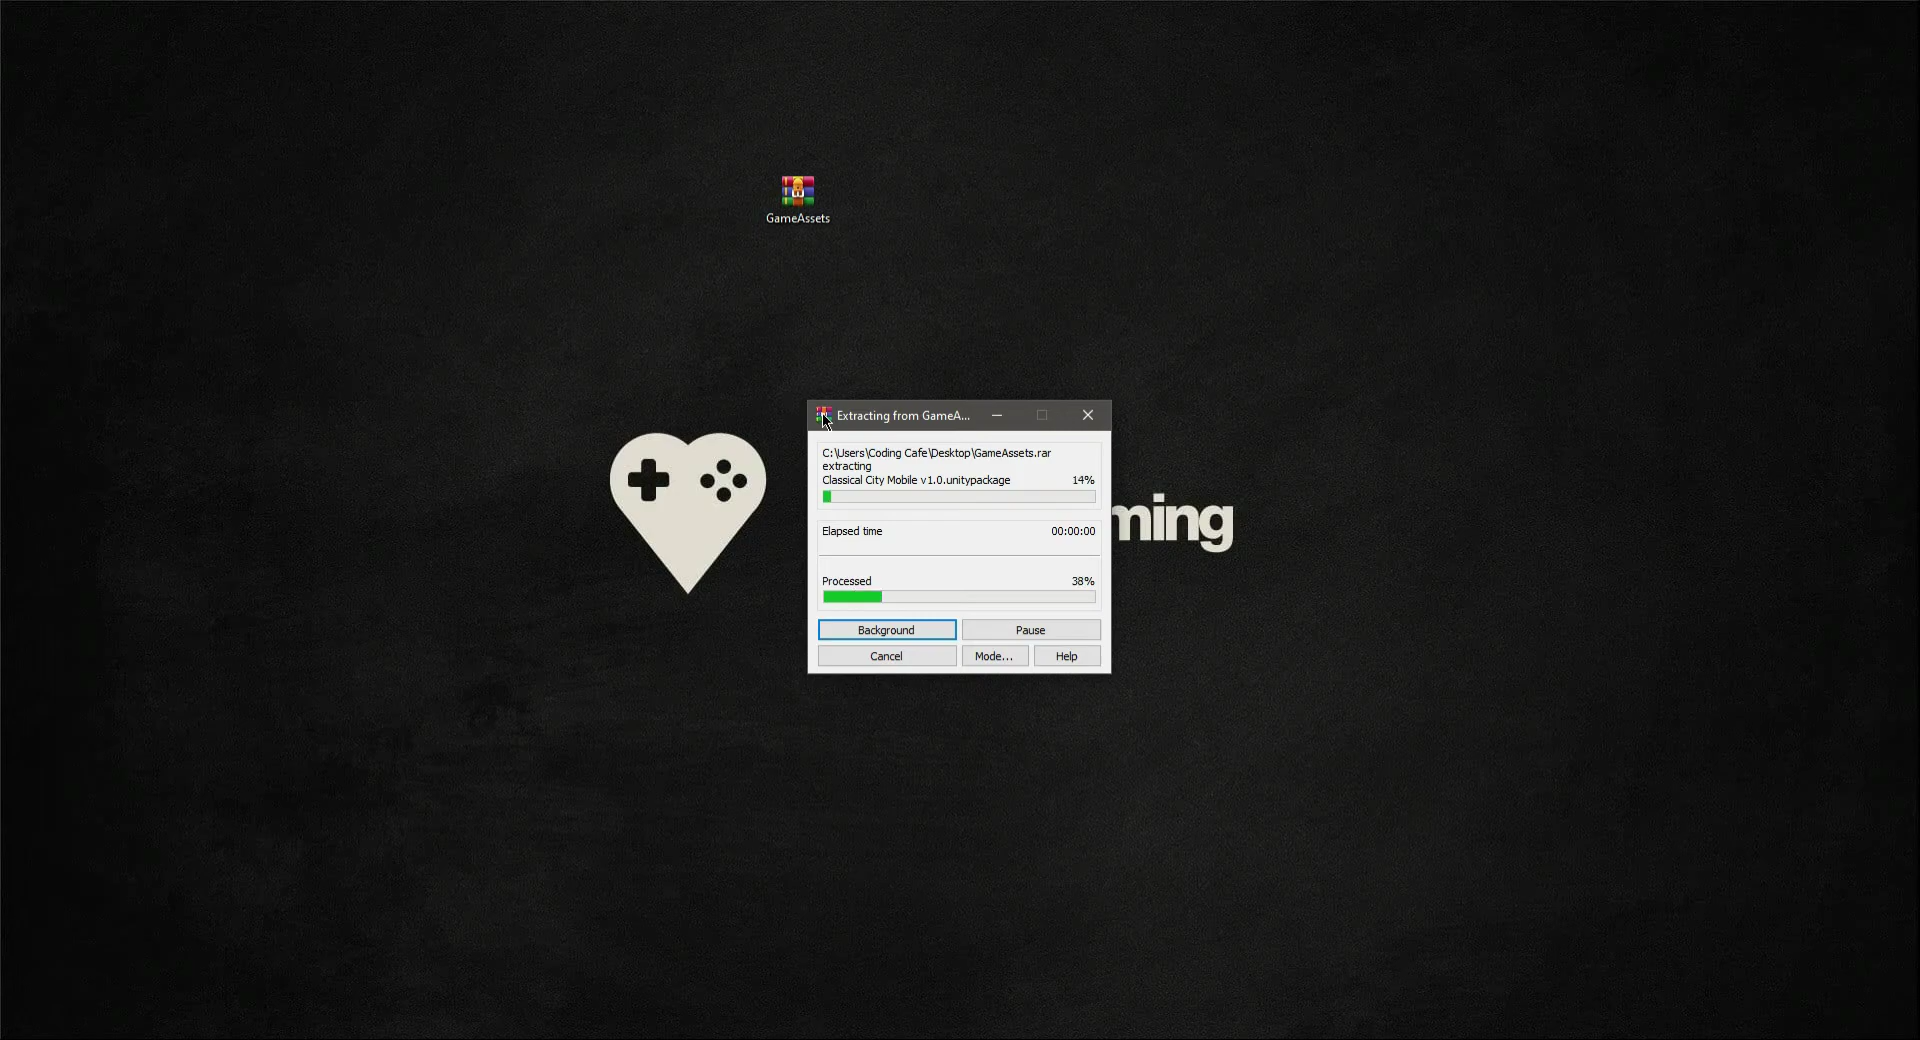 GameAssets
Extracting from GameA...
C:\Users\Coding Cafe\Desktop\GameAssets.rar
extracting
Classical City Mobile v1.0.unitypackage 14%
ming
Elapsed time 00:00:00
Processed 38%
Background Pause
Cancel Mode... Help